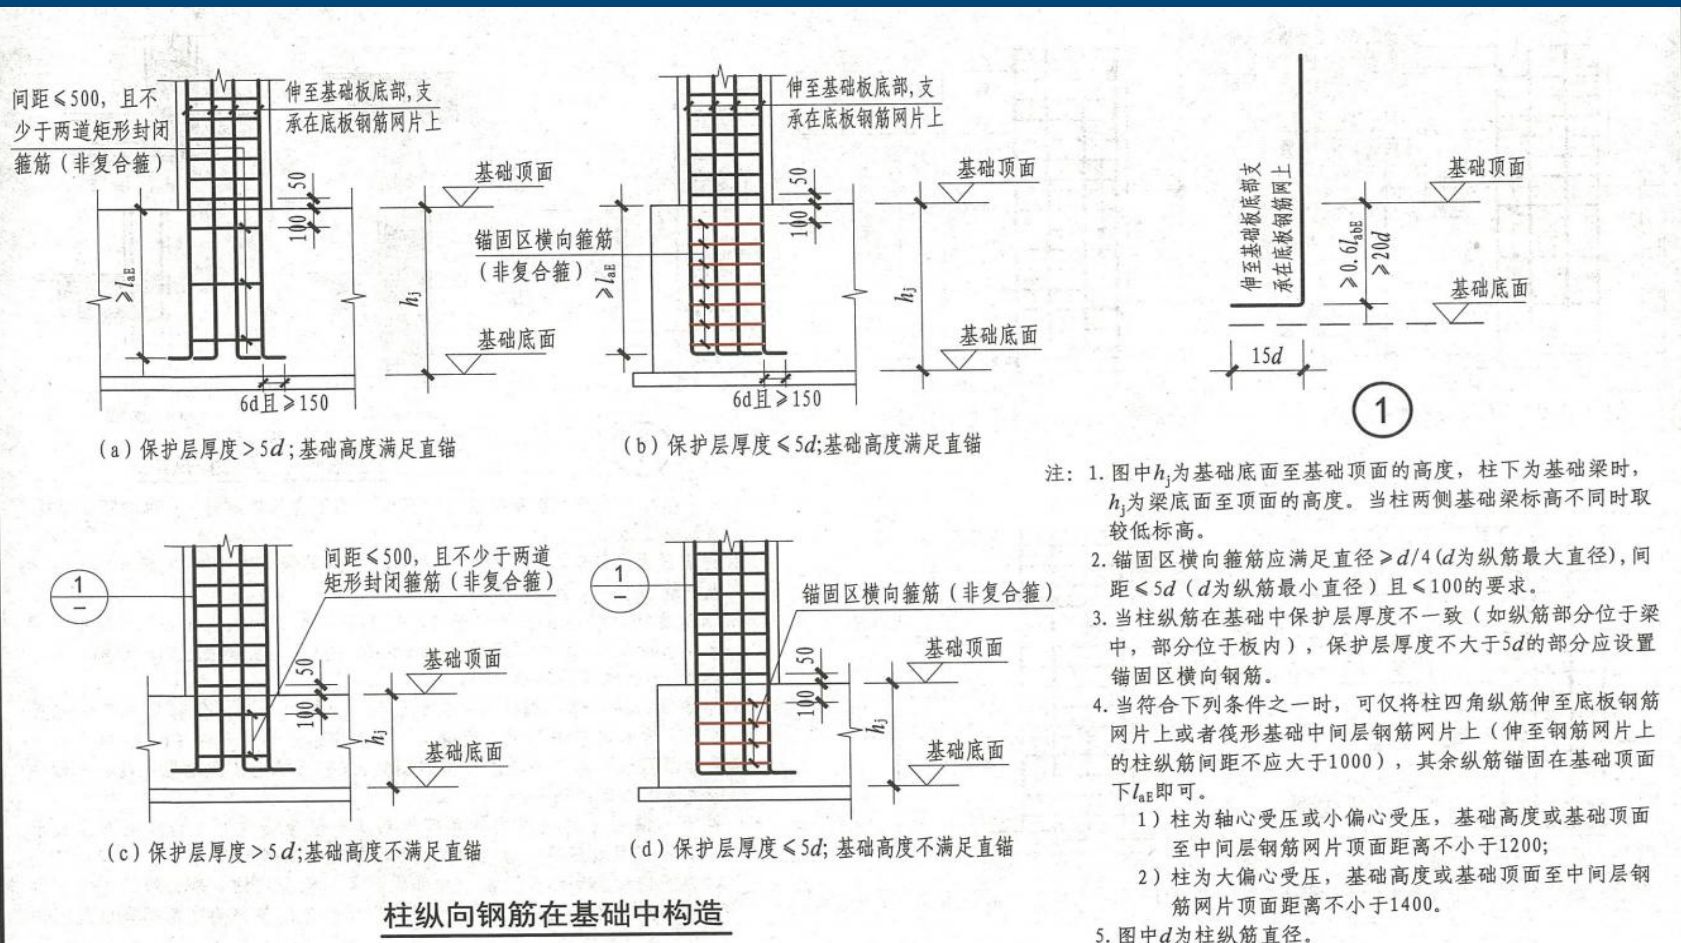 间距≤500，且不
少于两道矩形封闭
箍筋（非复合箍）
伸至基础板底部,支
承在底板钢筋网片上
基础顶面
50
100
≥laE
hj
基础底面
6d且≥150
(a)保护层厚度>5d;基础高度满足直锚
伸至基础板底部,支
承在底板钢筋网片上
锚固区横向箍筋
（非复合箍）
≥laE
50
100
基础顶面
hj
基础底面
6d且≥150
(b)保护层厚度≤5d;基础高度满足直锚
伸至基础板底部支
承在底板钢筋网上
≥0.6labE
≥20d
基础顶面
基础底面
15d
1
1
间距≤500，且不少于两道
矩形封闭箍筋（非复合箍）
50
100
基础顶面
hj
基础底面
(c)保护层厚度>5d;基础高度不满足直锚
1
锚固区横向箍筋（非复合箍）
50
100
基础顶面
hj
基础底面
(d)保护层厚度≤5d;基础高度不满足直锚
柱纵向钢筋在基础中构造
注：1.图中hj为基础底面至基础顶面的高度，柱下为基础梁时，
hj为梁底面至顶面的高度。当柱两侧基础梁标高不同时取
较低标高。
2.锚固区横向箍筋应满足直径≥d/4(d为纵筋最大直径),间
距≤5d（d为纵筋最小直径）且≤100的要求。
3.当柱纵筋在基础中保护层厚度不一致（如纵筋部分位于梁
中，部分位于板内），保护层厚度不大于5d的部分应设置
锚固区横向钢筋。
4.当符合下列条件之一时，可仅将柱四角纵筋伸至底板钢筋
网片上或者筏形基础中间层钢筋网片上（伸至钢筋网片上
的柱纵筋间距不应大于1000），其余纵筋锚固在基础顶面
下laE即可。
1）柱为轴心受压或小偏心受压，基础高度或基础顶面
至中间层钢筋网片顶面距离不小于1200;
2）柱为大偏心受压，基础高度或基础顶面至中间层钢
筋网片顶面距离不小于1400。
5.图中d为柱纵筋直径。